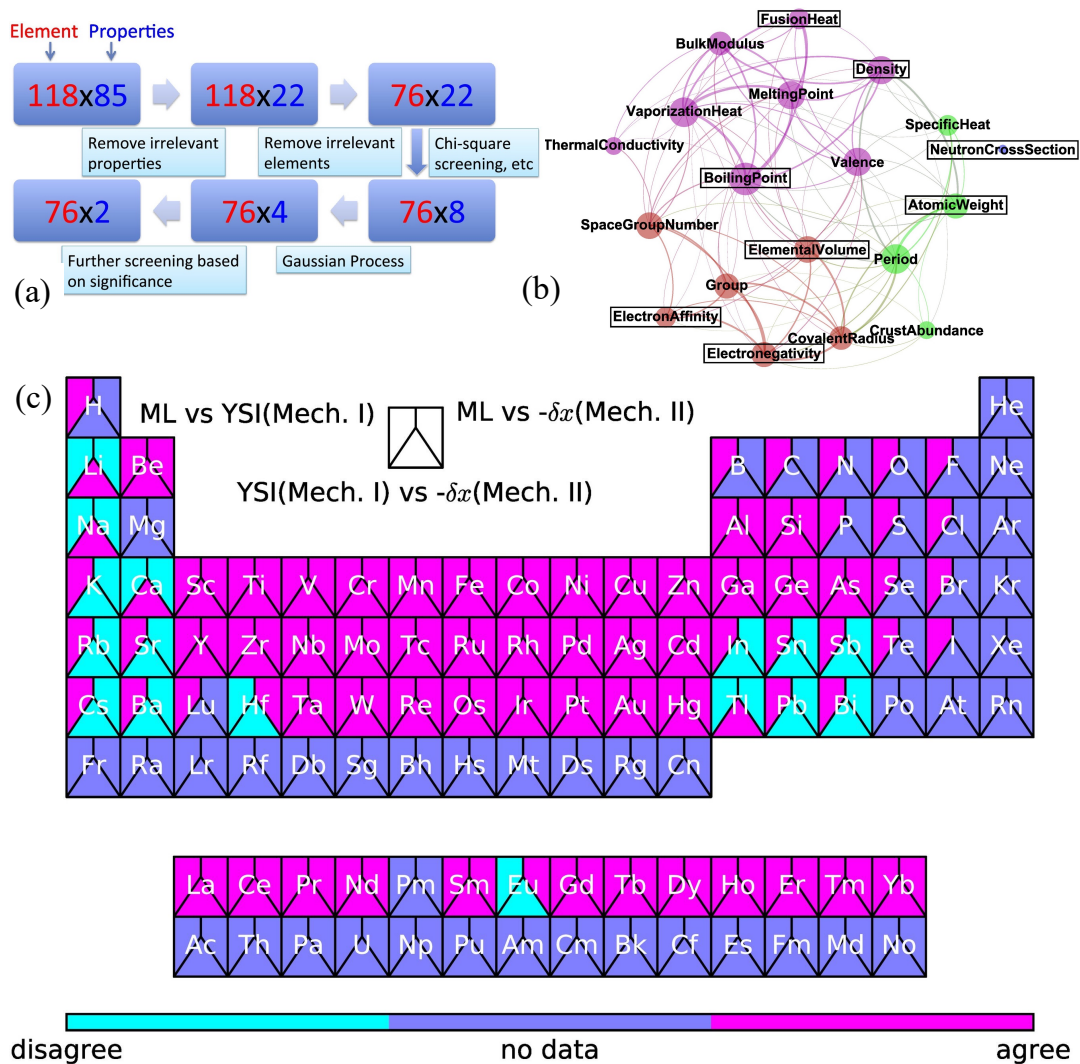 Element Properties
118x85 118x22 76x22
Remove irrelevant
properties
Remove irrelevant
elements
Chi-square
screening, etc
76x2 76x4 76x8
Further screening based
on significance
Gaussian Process
(a)
FusionHeat
BulkModulus
Density
MeltingPoint
VaporizationHeat
SpecificHeat
ThermalConductivity
NeutronCrossSection
Valence
BoilingPoint
AtomicWeight
SpaceGroupNumber
ElementalVolume
Period
Group
ElectronAffinity
CrustAbundance
CovalentRadius
Electronegativity
(b)
(c)
ML vs YSI(Mech. I)
ML vs -δx(Mech. II)
YSI(Mech. I) vs -δx(Mech. II)
H He
Li Be B C N O F Ne
Na Mg Al Si P S Cl Ar
K Ca Sc Ti V Cr Mn Fe Co Ni Cu Zn Ga Ge As Se Br Kr
Rb Sr Y Zr Nb Mo Tc Ru Rh Pd Ag Cd In Sn Sb Te I Xe
Cs Ba Lu Hf Ta W Re Os Ir Pt Au Hg Tl Pb Bi Po At Rn
Fr Ra Lr Rf Db Sg Bh Hs Mt Ds Rg Cn
La Ce Pr Nd Pm Sm Eu Gd Tb Dy Ho Er Tm Yb
Ac Th Pa U Np Pu Am Cm Bk Cf Es Fm Md No
disagree no data agree